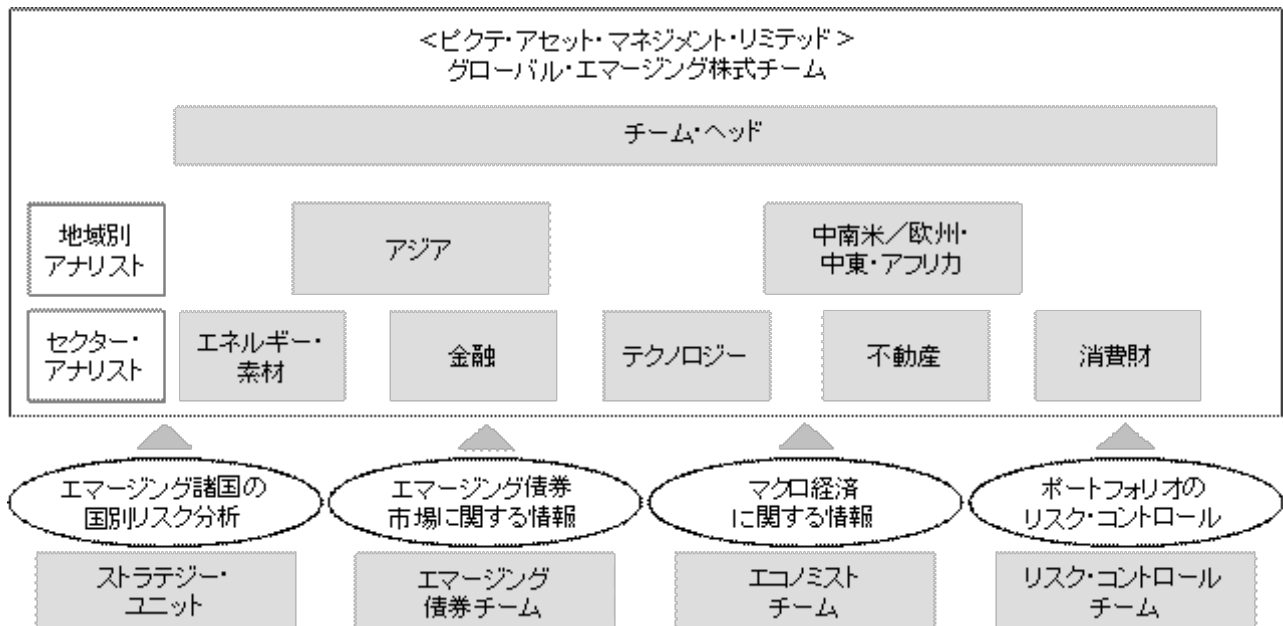 <ピクテ・アセット・マネジメント・リミテッド>
グローバル・エマージング株式チーム
チーム・ヘッド
地域別
アナリスト
アジア
中南米／欧州・
中東・アフリカ
セクター・
アナリスト
エネルギー・
素材
金融
テクノロジー
不動産
消費財
エマージング諸国の
国別リスク分析
エマージング債券
市場に関する情報
マクロ経済
に関する情報
ポートフォリオの
リスク・コントロール
ストラテジー・
ユニット
エマージング
債券チーム
エコノミスト
チーム
リスク・コントロール
チーム